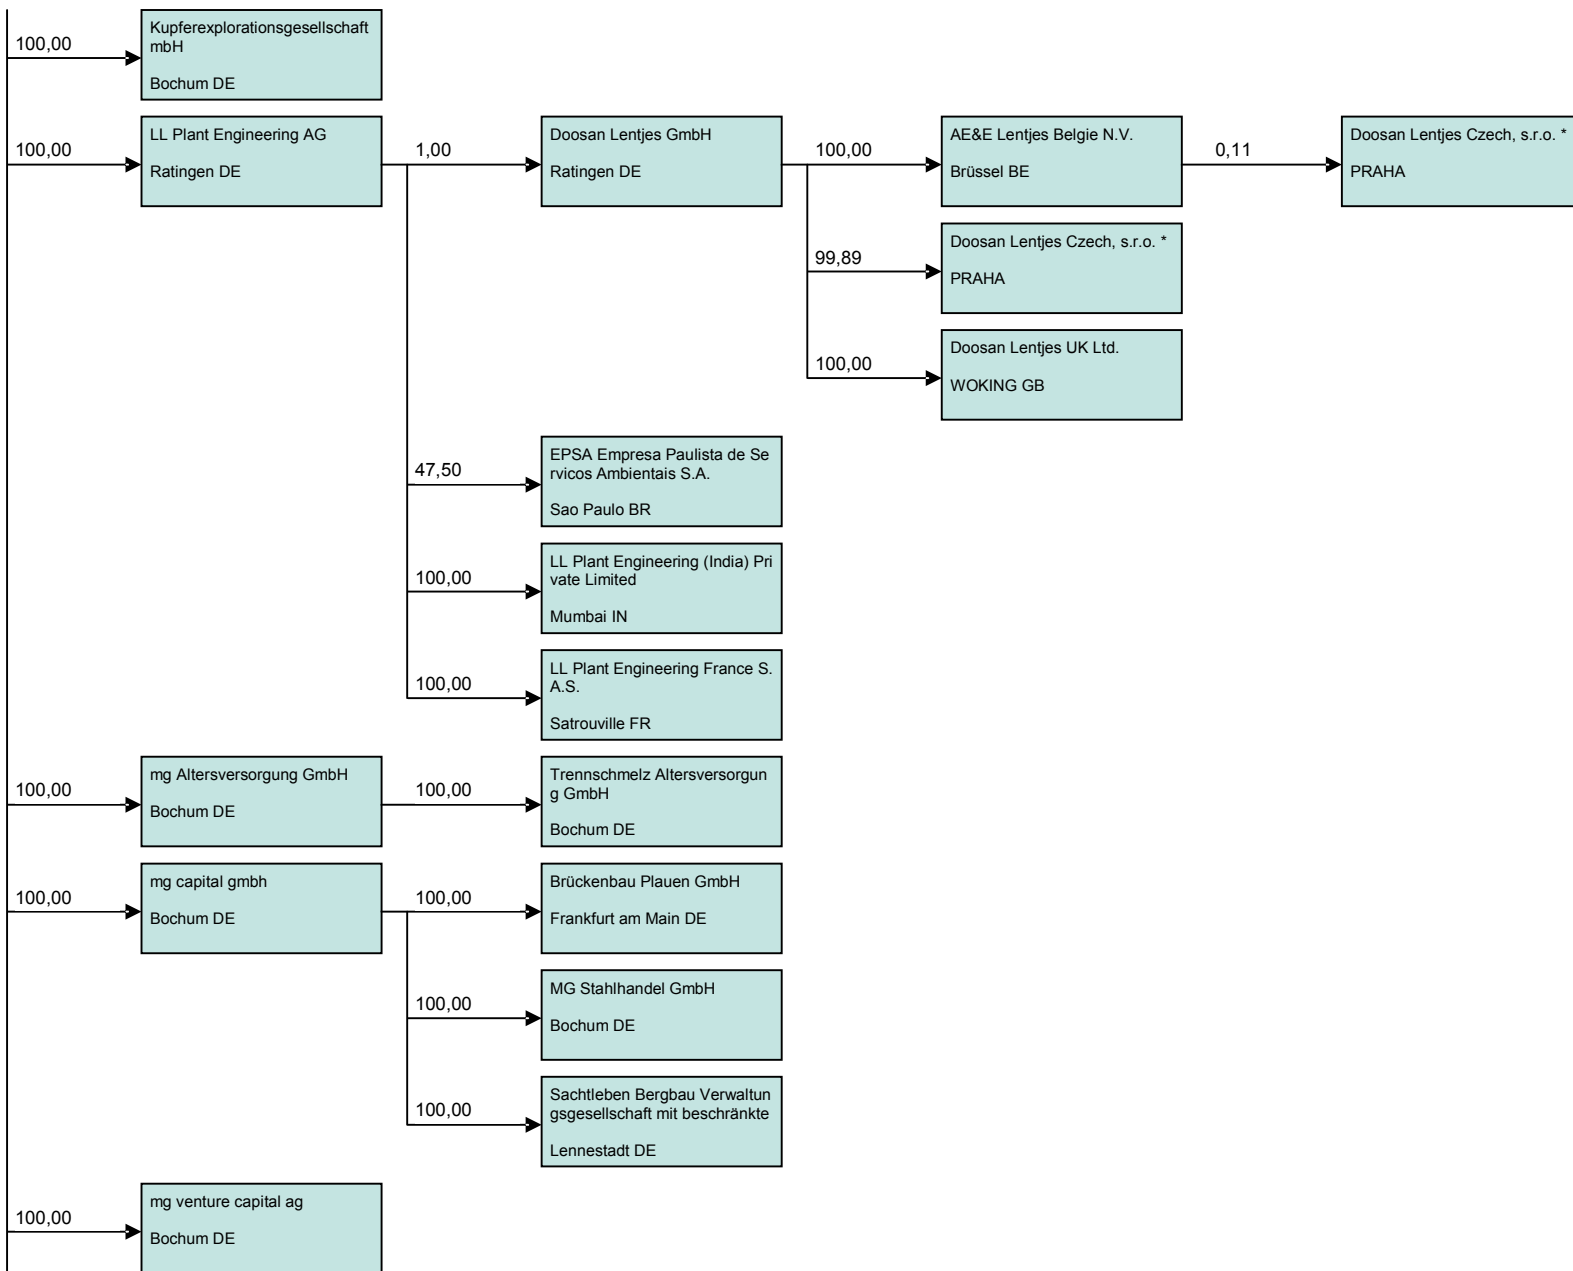 100,00
Kupferexplorationsgesellschaft
mbH
Bochum DE
100,00
LL Plant Engineering AG
Ratingen DE
1,00
Doosan Lentjes GmbH
Ratingen DE
100,00
AE&E Lentjes Belgie N.V.
Brüssel BE
0,11
Doosan Lentjes Czech, s.r.o. *
PRAHA
99,89
Doosan Lentjes Czech, s.r.o. *
PRAHA
100,00
Doosan Lentjes UK Ltd.
WOKING GB
47,50
EPSA Empresa Paulista de Se
rvicos Ambientais S.A.
Sao Paulo BR
100,00
LL Plant Engineering (India) Pri
vate Limited
Mumbai IN
100,00
LL Plant Engineering France S.
A.S.
Satrouville FR
100,00
mg Altersversorgung GmbH
Bochum DE
100,00
Trennschmelz Altersversorgun
g GmbH
Bochum DE
100,00
mg capital gmbh
Bochum DE
100,00
Brückenbau Plauen GmbH
Frankfurt am Main DE
100,00
MG Stahlhandel GmbH
Bochum DE
100,00
Sachtleben Bergbau Verwaltun
gsgesellschaft mit beschränkte
Lennestadt DE
100,00
mg venture capital ag
Bochum DE